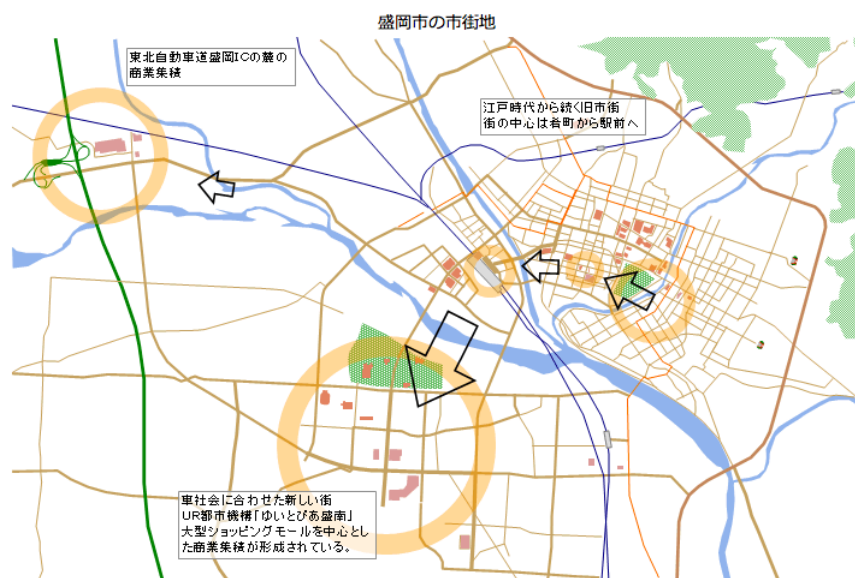 盛岡市の市街地
東北自動車道盛岡ICの麓の
商業集積
江戸時代から続く旧市街
街の中心は肴町から駅前へ
車社会に合わせた新しい街
UR都市機構「ゆいとぴあ盛南」
大型ショッピングモールを中心とし
た商業集積が形成されている。